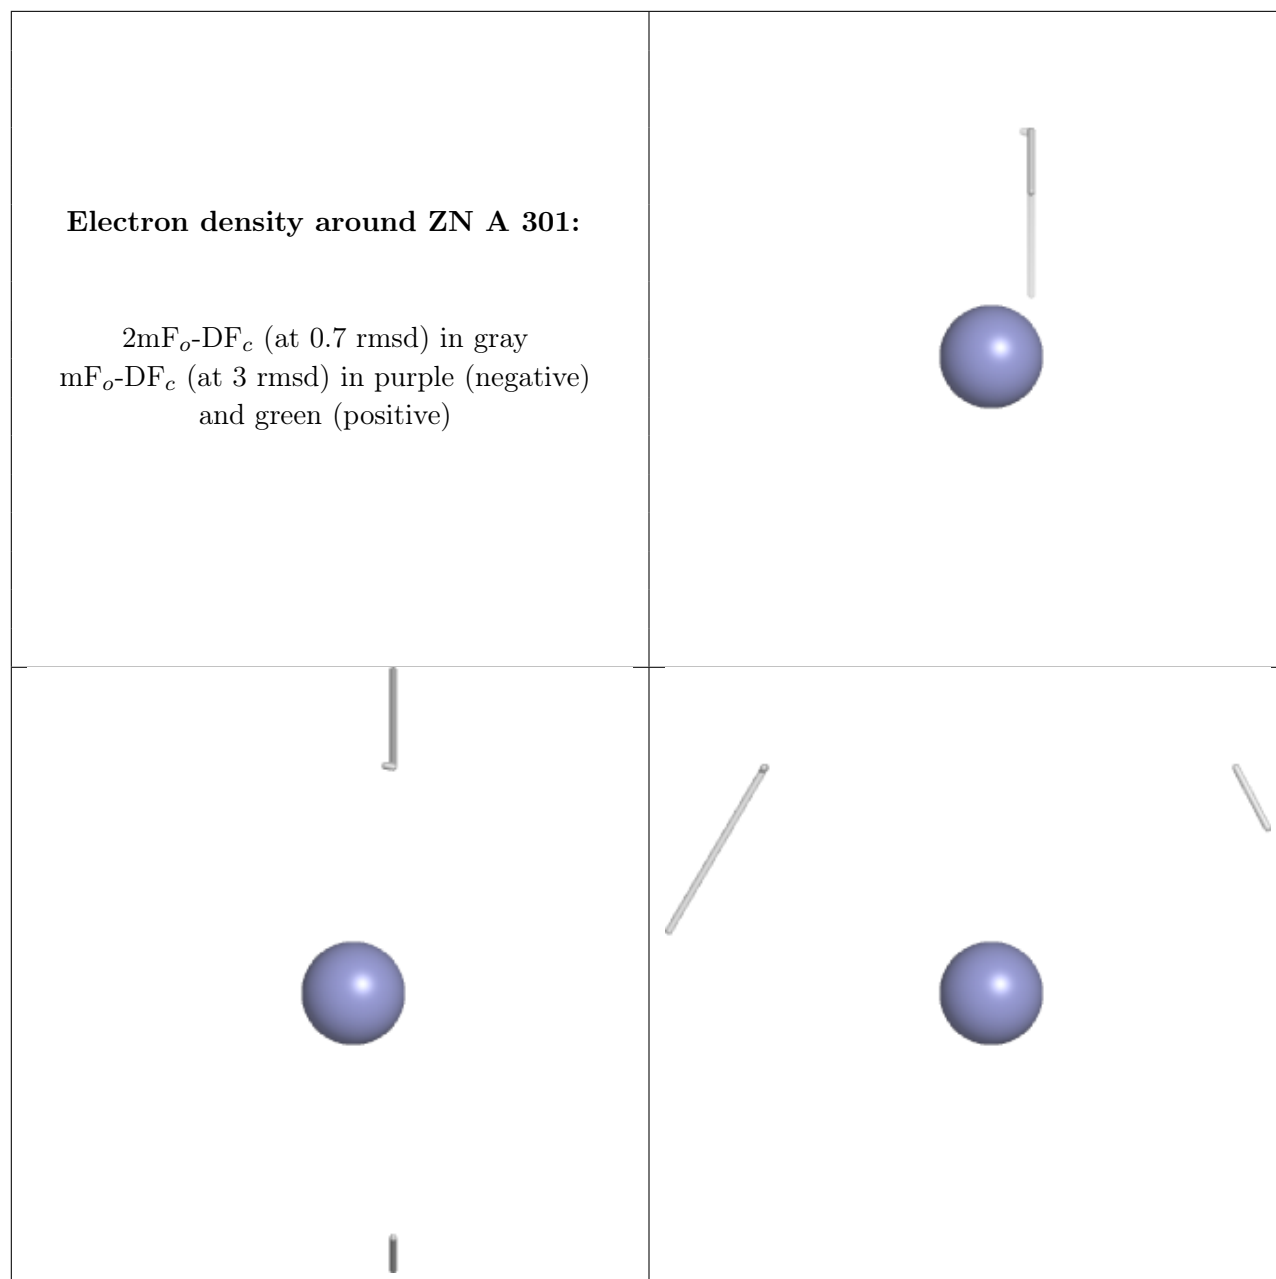 Electron density around ZN A 301:
2mFo-DFc (at 0.7 rmsd) in gray
mFo-DFc (at 3 rmsd) in purple (negative)
and green (positive)